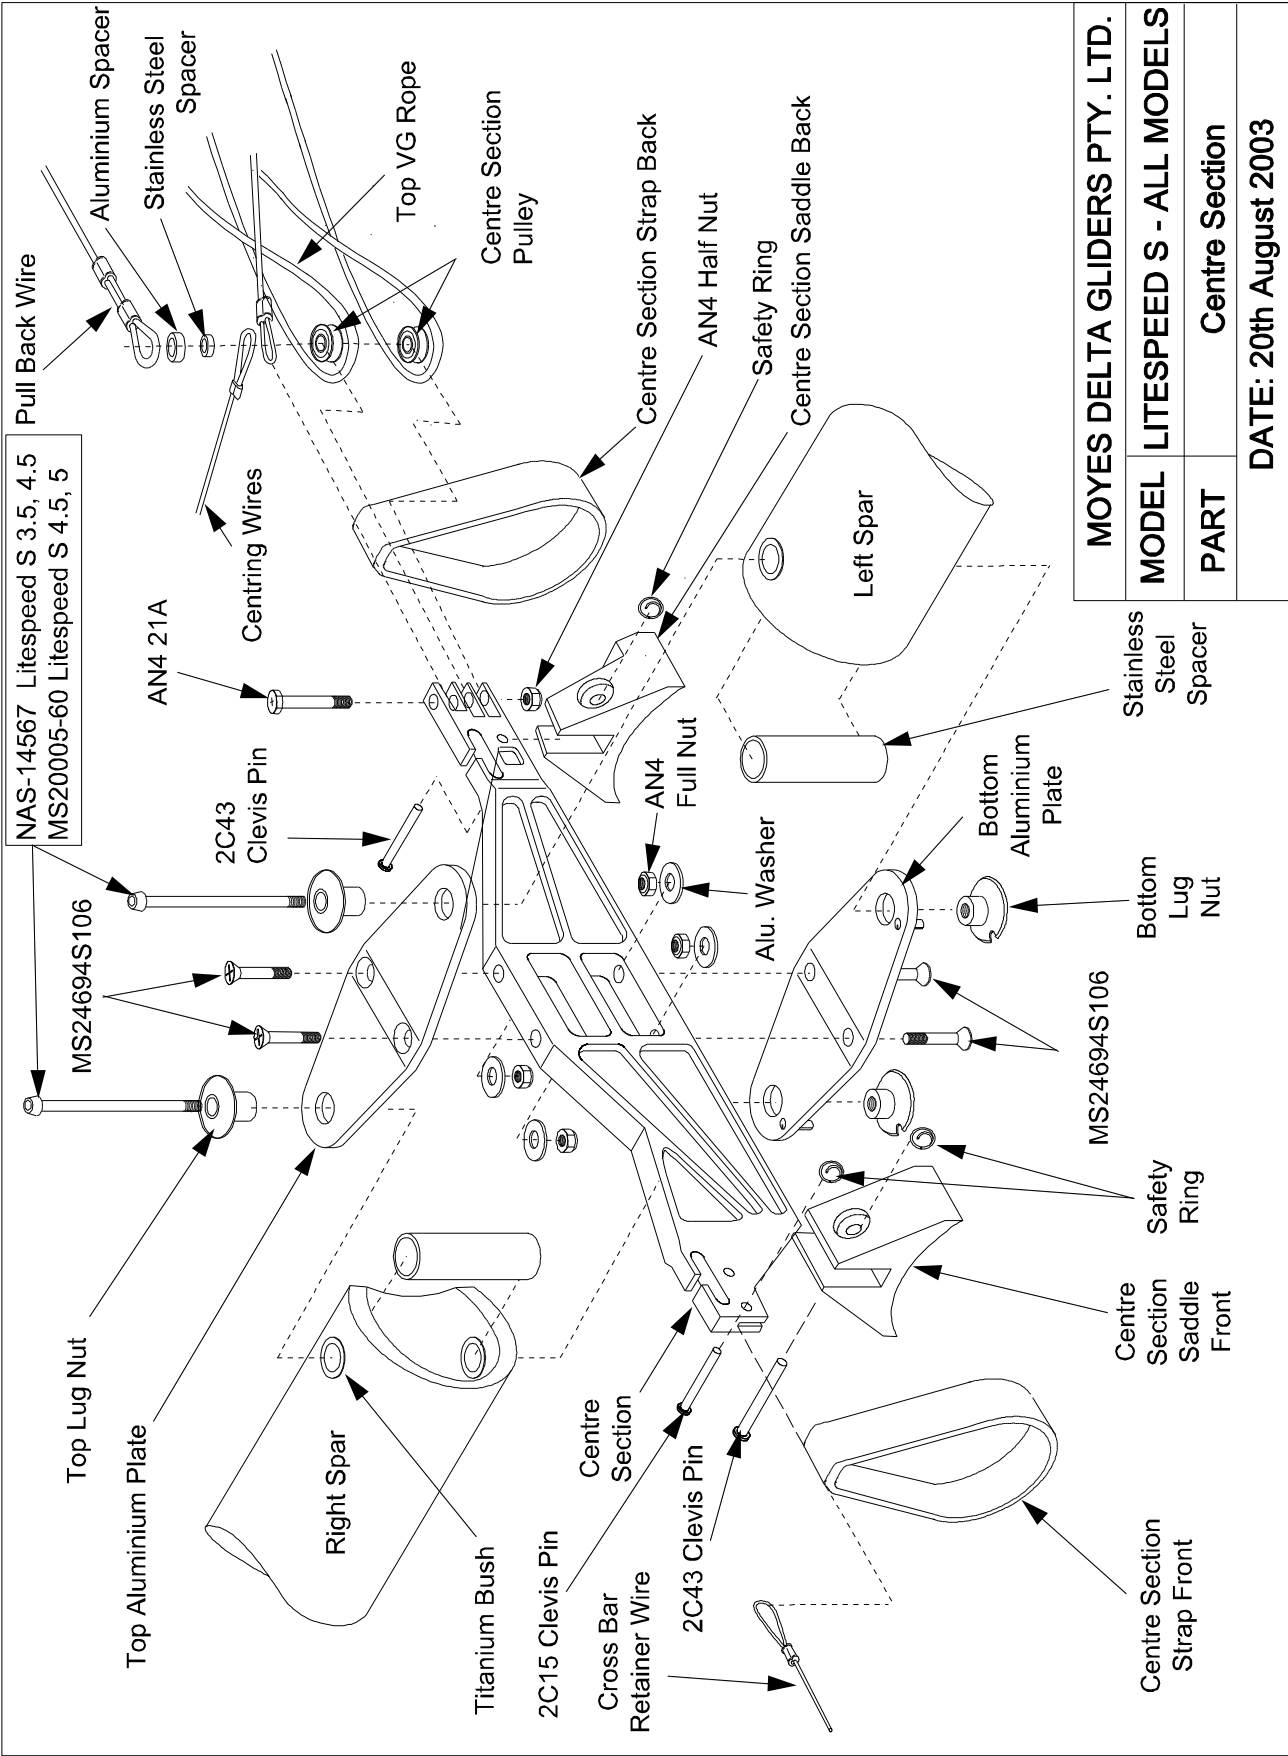 NAS-14567 Litespeed S 3.5, 4.5
MS20005-60 Litespeed S 4.5, 5
Pull Back Wire
Aluminium Spacer
Stainless Steel
Spacer
Top VG Rope
Centre Section
Pulley
Centring Wires
AN4 21A
2C43
Clevis Pin
MS24694S106
Top Lug Nut
Top Aluminium Plate
Right Spar
Titanium Bush
Centre
Section
2C15 Clevis Pin
2C43 Clevis Pin
Cross Bar
Retainer Wire
Centre Section
Strap Front
Centre
Section
Saddle
Front
Safety
Ring
MS24694S106
Bottom
Lug
Nut
Bottom
Aluminium
Plate
Alu. Washer
AN4
Full Nut
Stainless
Steel
Spacer
Left Spar
Centre Section Strap Back
AN4 Half Nut
Safety Ring
Centre Section Saddle Back
MOYES DELTA GLIDERS PTY. LTD.
MODEL LITESPEED S - ALL MODELS
PART Centre Section
DATE: 20th August 2003